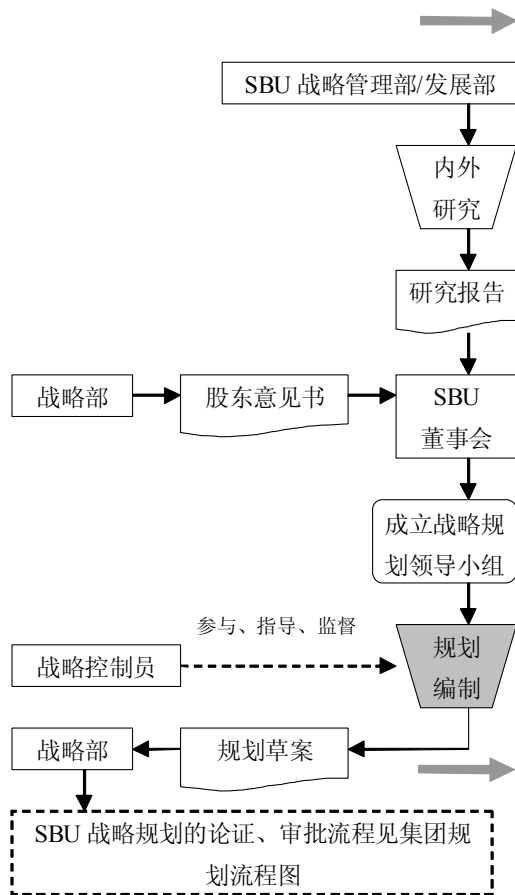 SBU 战略管理部/发展部
内外
研究
研究报告
战略部
股东意见书
SBU
董事会
成立战略规
划领导小组
参与、指导、监督
战略控制员
规划
编制
战略部
规划草案
SBU 战略规划的论证、审批流程见集团规
划流程图